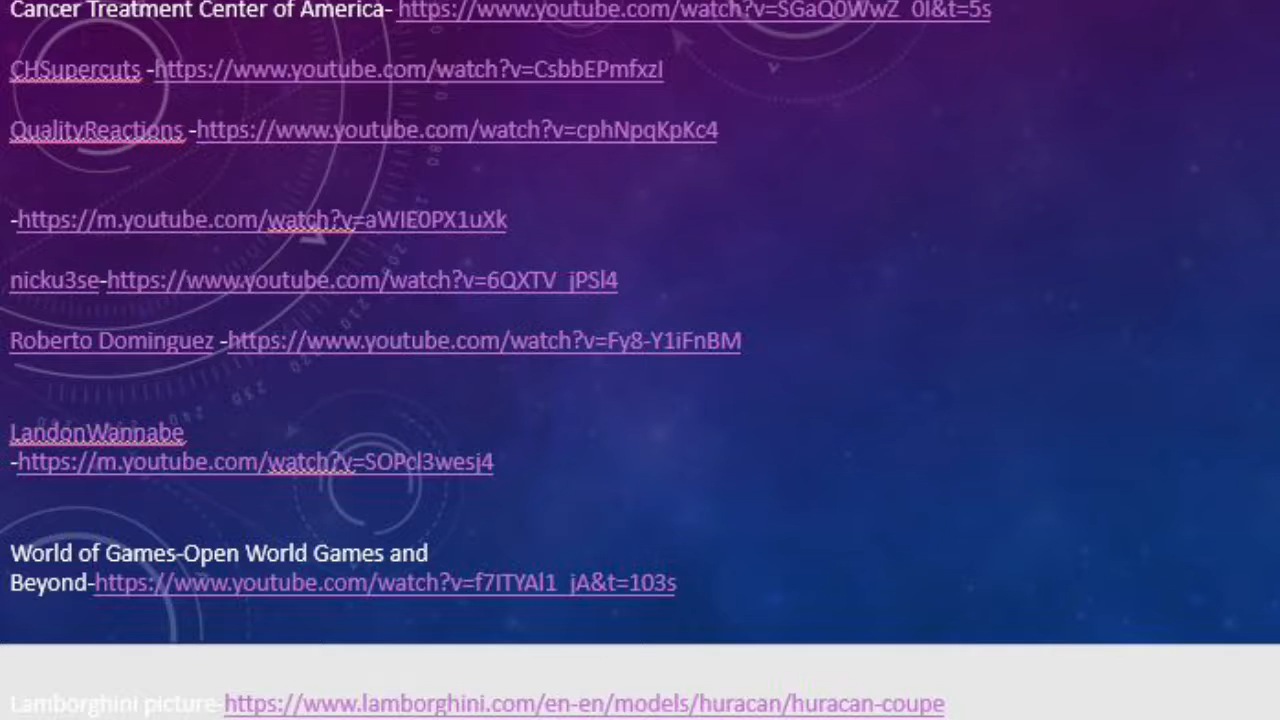 Cancer Treatment Center of America- https://www.youtube.com/watch?v=SGaQ0WwZ_0I&t=5s
CHSupercuts -https://www.youtube.com/watch?v=CsbbEPmfxzI
QualityReactions -https://www.youtube.com/watch?v=cphNpqKpKc4
-https://m.youtube.com/watch?v=aWIE0PX1uXk
nicku3se-https://www.youtube.com/watch?v=6QXTV_jPSl4
Roberto Dominguez -https://www.youtube.com/watch?v=Fy8-Y1iFnBM
LandonWannabe
-https://m.youtube.com/watch?v=SOPcl3wesj4
World of Games-Open World Games and
Beyond-https://www.youtube.com/watch?v=f7ITYAl1_jA&t=103s
Lamborghini picture-https://www.lamborghini.com/en-en/models/huracan/huracan-coupe